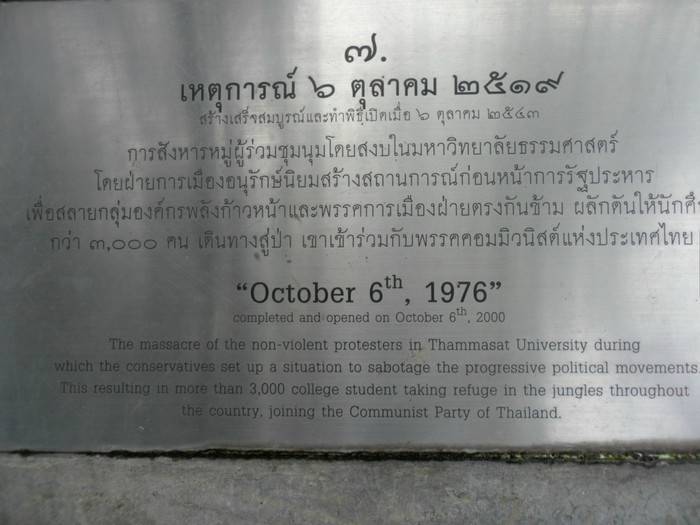 ๗.
เหตุการณ์ ๖ ตุลาคม ๒๕๑๙
สร้างเสร็จสมบูรณ์และทำพิธีเปิดเมื่อ ๖ ตุลาคม ๒๕๔๓
การสังหารหมู่ผู้ร่วมชุมนุมโดยสงบในมหาวิทยาลัยธรรมศาสตร์
โดยฝ่ายการเมืองอนุรักษ์นิยมสร้างสถานการณ์ก่อนหน้าการรัฐประหาร
เพื่อสลายกลุ่มองค์กรพลังก้าวหน้าและพรรคการเมืองฝ่ายตรงกันข้าม ผลักดันให้นักศึ
กว่า ๓,๐๐๐ คน เดินทางสู่ป่า เขาเข้าร่วมกับพรรคคอมมิวนิสต์แห่งประเทศไทย
“October 6th, 1976”
completed and opened on October 6th, 2000
The massacre of the non-violent protesters in Thammasat University during
which the conservatives set up a situation to sabotage the progressive political movements.
This resulting in more than 3,000 college student taking refuge in the jungles throughout
the country, joining the Communist Party of Thailand.